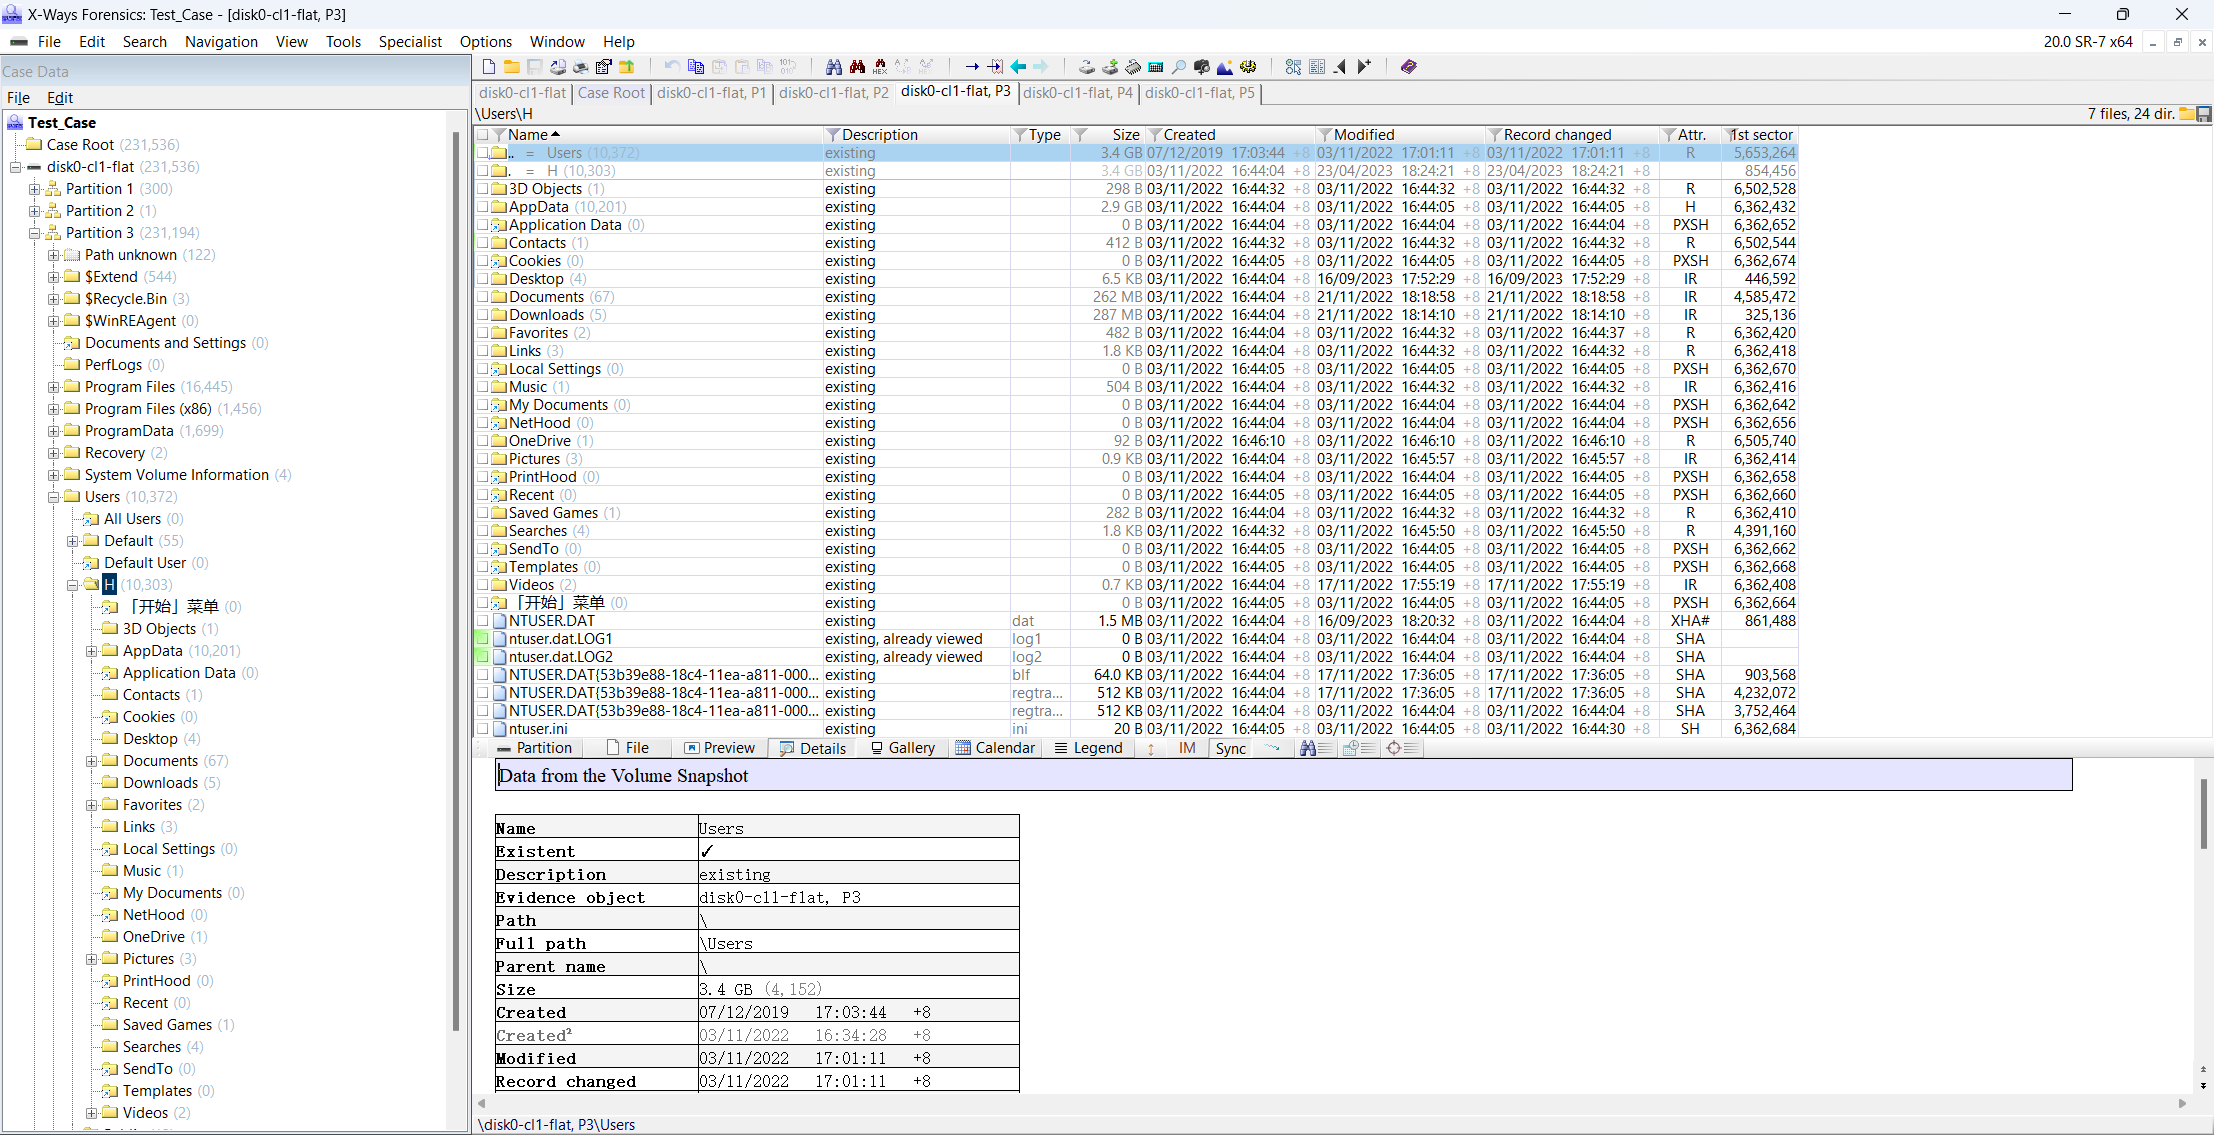 X-Ways Forensics: Test_Case - [disk0-cl1-flat, P3]
File Edit Search Navigation View Tools Specialist Options Window Help 20.0 SR-7 x64
Case Data
File Edit
Test_Case
Case Root (231,536)
disk0-cl1-flat (231,536)
Partition 1 (300)
Partition 2 (1)
Partition 3 (231,194)
Path unknown (122)
$Extend (544)
$Recycle.Bin (3)
$WinREAgent (0)
Documents and Settings (0)
PerfLogs (0)
Program Files (16,445)
Program Files (x86) (1,456)
ProgramData (1,699)
Recovery (2)
System Volume Information (4)
Users (10,372)
All Users (0)
Default (55)
Default User (0)
H (10,303)
「开始」菜单 (0)
3D Objects (1)
AppData (10,201)
Application Data (0)
Contacts (1)
Cookies (0)
Desktop (4)
Documents (67)
Downloads (5)
Favorites (2)
Links (3)
Local Settings (0)
Music (1)
My Documents (0)
NetHood (0)
OneDrive (1)
Pictures (3)
PrintHood (0)
Recent (0)
Saved Games (1)
Searches (4)
SendTo (0)
Templates (0)
Videos (2)
disk0-cl1-flat Case Root disk0-cl1-flat, P1 disk0-cl1-flat, P2 disk0-cl1-flat, P3 disk0-cl1-flat, P4 disk0-cl1-flat, P5
\Users\H 7 files, 24 dir.
Name Description Type Size Created Modified Record changed Attr. 1st sector
.. = Users (10,372) existing 3.4 GB 07/12/2019 17:03:44 +8 03/11/2022 17:01:11 +8 03/11/2022 17:01:11 +8 R 5,653,264
. = H (10,303) existing 3.4 GB 03/11/2022 16:44:04 +8 23/04/2023 18:24:21 +8 23/04/2023 18:24:21 +8 854,456
3D Objects (1) existing 298 B 03/11/2022 16:44:32 +8 03/11/2022 16:44:32 +8 03/11/2022 16:44:32 +8 R 6,502,528
AppData (10,201) existing 2.9 GB 03/11/2022 16:44:04 +8 03/11/2022 16:44:05 +8 03/11/2022 16:44:05 +8 H 6,362,432
Application Data (0) existing 0 B 03/11/2022 16:44:04 +8 03/11/2022 16:44:04 +8 03/11/2022 16:44:04 +8 PXSH 6,362,652
Contacts (1) existing 412 B 03/11/2022 16:44:32 +8 03/11/2022 16:44:32 +8 03/11/2022 16:44:32 +8 R 6,502,544
Cookies (0) existing 0 B 03/11/2022 16:44:05 +8 03/11/2022 16:44:05 +8 03/11/2022 16:44:05 +8 PXSH 6,362,674
Desktop (4) existing 6.5 KB 03/11/2022 16:44:04 +8 16/09/2023 17:52:29 +8 16/09/2023 17:52:29 +8 IR 446,592
Documents (67) existing 262 MB 03/11/2022 16:44:04 +8 21/11/2022 18:18:58 +8 21/11/2022 18:18:58 +8 IR 4,585,472
Downloads (5) existing 287 MB 03/11/2022 16:44:04 +8 21/11/2022 18:14:10 +8 21/11/2022 18:14:10 +8 IR 325,136
Favorites (2) existing 482 B 03/11/2022 16:44:04 +8 03/11/2022 16:44:32 +8 03/11/2022 16:44:37 +8 R 6,362,420
Links (3) existing 1.8 KB 03/11/2022 16:44:04 +8 03/11/2022 16:44:32 +8 03/11/2022 16:44:32 +8 R 6,362,418
Local Settings (0) existing 0 B 03/11/2022 16:44:05 +8 03/11/2022 16:44:05 +8 03/11/2022 16:44:05 +8 PXSH 6,362,670
Music (1) existing 504 B 03/11/2022 16:44:04 +8 03/11/2022 16:44:32 +8 03/11/2022 16:44:32 +8 IR 6,362,416
My Documents (0) existing 0 B 03/11/2022 16:44:04 +8 03/11/2022 16:44:04 +8 03/11/2022 16:44:04 +8 PXSH 6,362,642
NetHood (0) existing 0 B 03/11/2022 16:44:04 +8 03/11/2022 16:44:04 +8 03/11/2022 16:44:04 +8 PXSH 6,362,656
OneDrive (1) existing 92 B 03/11/2022 16:46:10 +8 03/11/2022 16:46:10 +8 03/11/2022 16:46:10 +8 R 6,505,740
Pictures (3) existing 0.9 KB 03/11/2022 16:44:04 +8 03/11/2022 16:45:57 +8 03/11/2022 16:45:57 +8 IR 6,362,414
PrintHood (0) existing 0 B 03/11/2022 16:44:04 +8 03/11/2022 16:44:04 +8 03/11/2022 16:44:05 +8 PXSH 6,362,658
Recent (0) existing 0 B 03/11/2022 16:44:05 +8 03/11/2022 16:44:05 +8 03/11/2022 16:44:05 +8 PXSH 6,362,660
Saved Games (1) existing 282 B 03/11/2022 16:44:04 +8 03/11/2022 16:44:32 +8 03/11/2022 16:44:32 +8 R 6,362,410
Searches (4) existing 1.8 KB 03/11/2022 16:44:32 +8 03/11/2022 16:45:50 +8 03/11/2022 16:45:50 +8 R 4,391,160
SendTo (0) existing 0 B 03/11/2022 16:44:05 +8 03/11/2022 16:44:05 +8 03/11/2022 16:44:05 +8 PXSH 6,362,662
Templates (0) existing 0 B 03/11/2022 16:44:05 +8 03/11/2022 16:44:05 +8 03/11/2022 16:44:05 +8 PXSH 6,362,668
Videos (2) existing 0.7 KB 03/11/2022 16:44:04 +8 17/11/2022 17:55:19 +8 17/11/2022 17:55:19 +8 IR 6,362,408
「开始」菜单 (0) existing 0 B 03/11/2022 16:44:05 +8 03/11/2022 16:44:05 +8 03/11/2022 16:44:05 +8 PXSH 6,362,664
NTUSER.DAT existing dat 1.5 MB 03/11/2022 16:44:04 +8 16/09/2023 18:20:32 +8 03/11/2022 16:44:04 +8 XHA# 861,488
ntuser.dat.LOG1 existing, already viewed log1 0 B 03/11/2022 16:44:04 +8 03/11/2022 16:44:04 +8 03/11/2022 16:44:04 +8 SHA
ntuser.dat.LOG2 existing, already viewed log2 0 B 03/11/2022 16:44:04 +8 03/11/2022 16:44:04 +8 03/11/2022 16:44:04 +8 SHA
NTUSER.DAT{53b39e88-18c4-11ea-a811-000... existing blf 64.0 KB 03/11/2022 16:44:04 +8 17/11/2022 17:36:05 +8 17/11/2022 17:36:05 +8 SHA 903,568
NTUSER.DAT{53b39e88-18c4-11ea-a811-000... existing regtra... 512 KB 03/11/2022 16:44:04 +8 17/11/2022 17:36:05 +8 17/11/2022 17:36:05 +8 SHA 4,232,072
NTUSER.DAT{53b39e88-18c4-11ea-a811-000... existing regtra... 512 KB 03/11/2022 16:44:04 +8 03/11/2022 16:44:04 +8 03/11/2022 16:44:04 +8 SHA 3,752,464
ntuser.ini existing ini 20 B 03/11/2022 16:44:05 +8 03/11/2022 16:44:05 +8 03/11/2022 16:44:30 +8 SH 6,362,684
Partition File Preview Details Gallery Calendar Legend IM Sync
Data from the Volume Snapshot
Name Users
Existent ✓
Description existing
Evidence object disk0-cl1-flat, P3
Path \
Full path \Users
Parent name \
Size 3.4 GB (4,152)
Created 07/12/2019 17:03:44 +8
Created² 03/11/2022 16:34:28 +8
Modified 03/11/2022 17:01:11 +8
Record changed 03/11/2022 17:01:11 +8
\disk0-cl1-flat, P3\Users